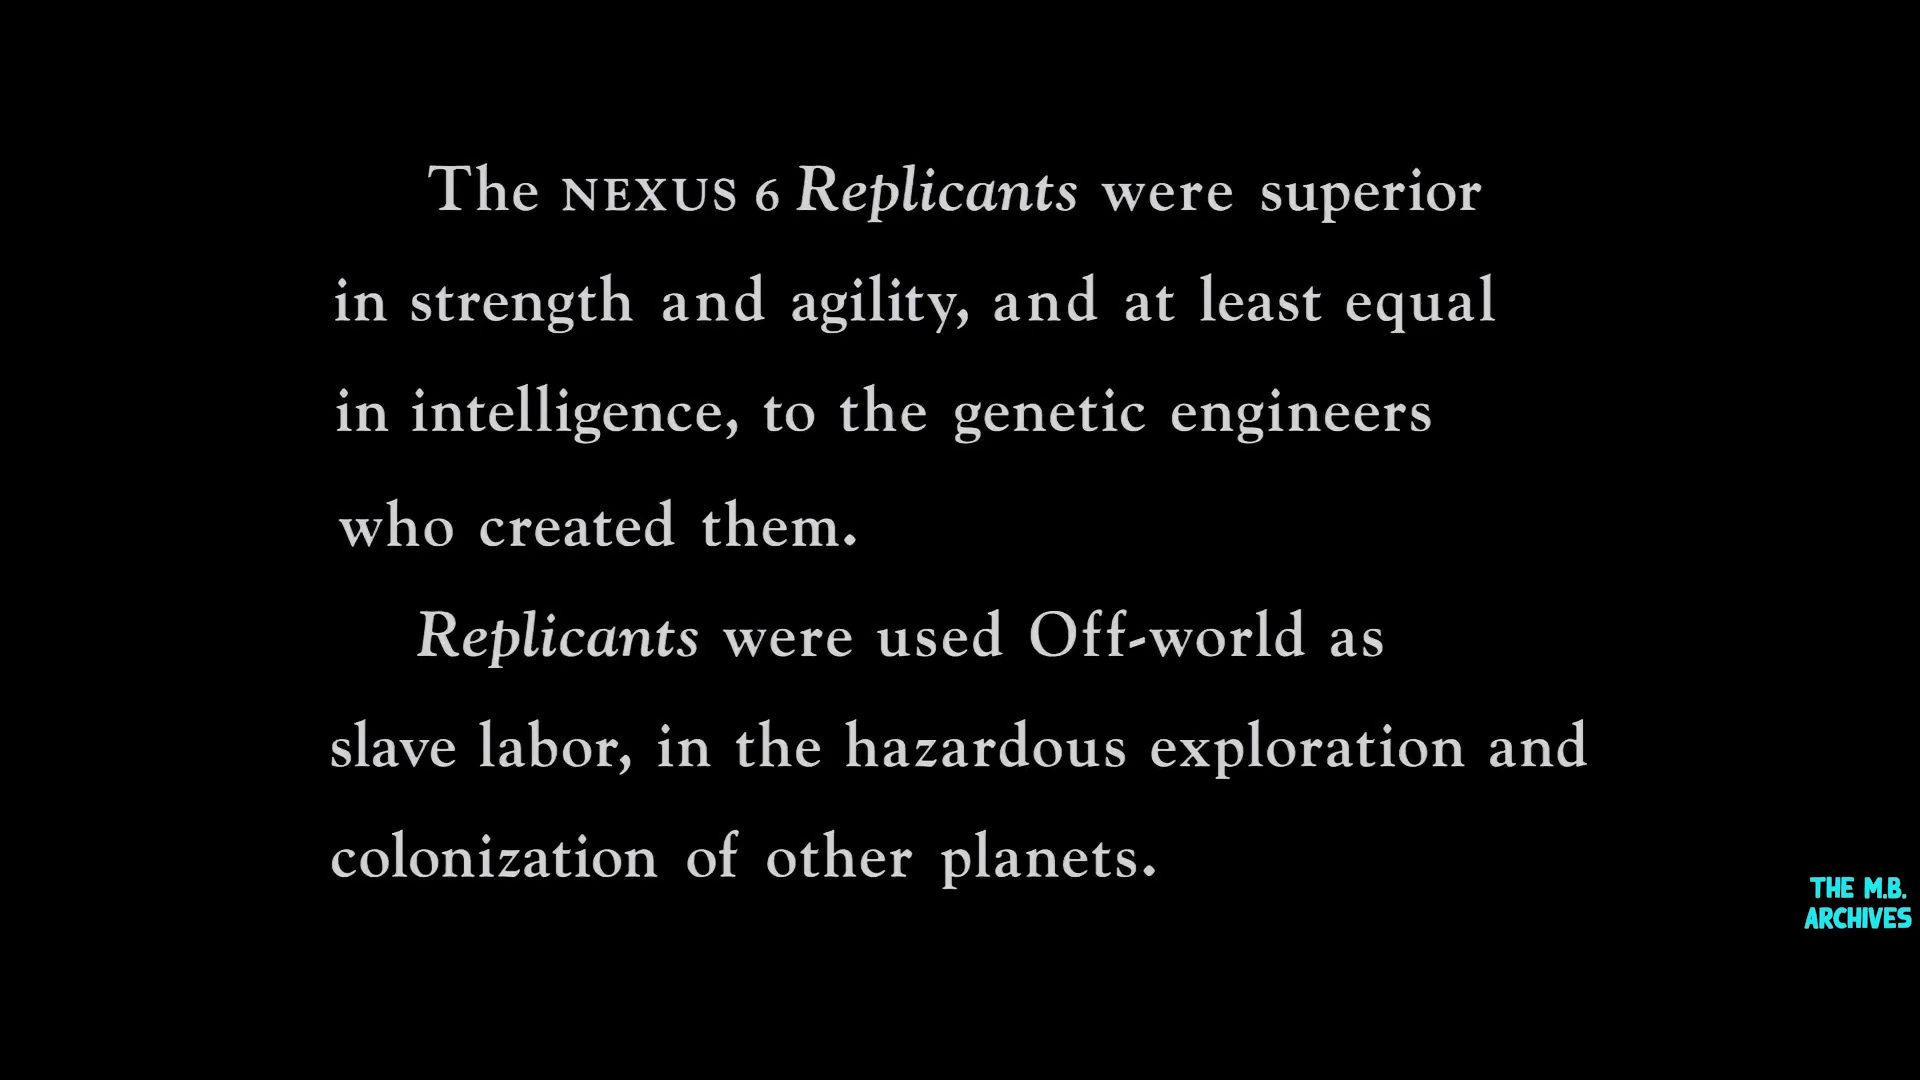 The NEXUS 6 Replicants were superior
in strength and agility, and at least equal
in intelligence, to the genetic engineers
who created them.
Replicants were used Off-world as
slave labor, in the hazardous exploration and
colonization of other planets.
THE M.B.
ARCHIVES